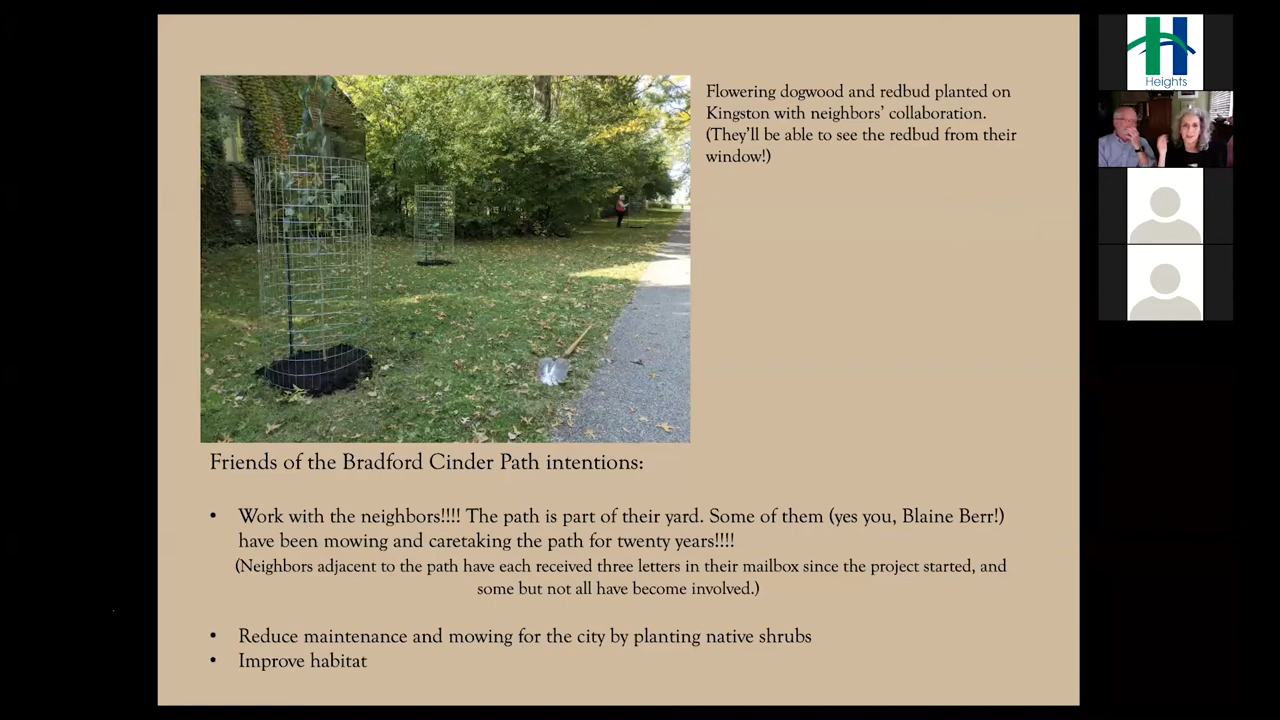 Flowering dogwood and redbud planted on
Kingston with neighbors' collaboration.
(They'll be able to see the redbud from their
window!)
Friends of the Bradford Cinder Path intentions:
• Work with the neighbors!!!! The path is part of their yard. Some of them (yes you, Blaine Berr!)
have been mowing and caretaking the path for twenty years!!!!
(Neighbors adjacent to the path have each received three letters in their mailbox since the project started, and
some but not all have become involved.)
• Reduce maintenance and mowing for the city by planting native shrubs
• Improve habitat
H
Heights